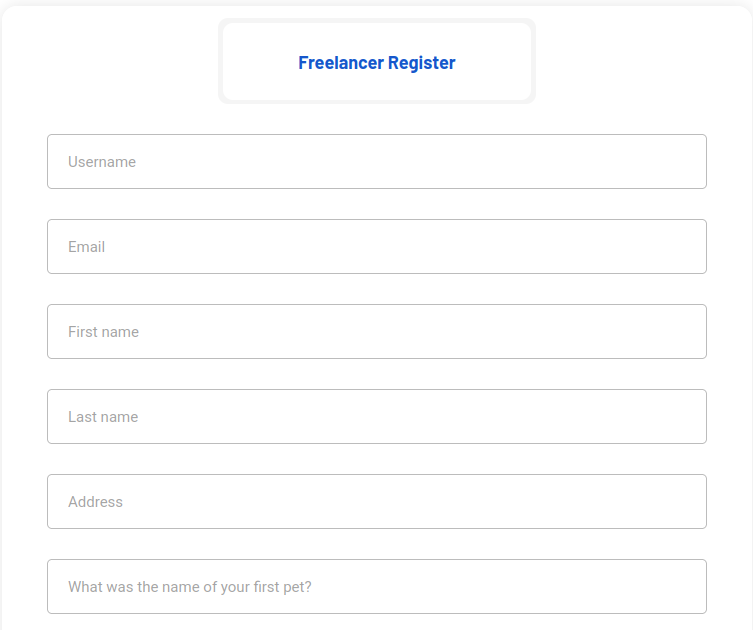 Freelancer Register
Username
Email
First name
Last name
Address
What was the name of your first pet?